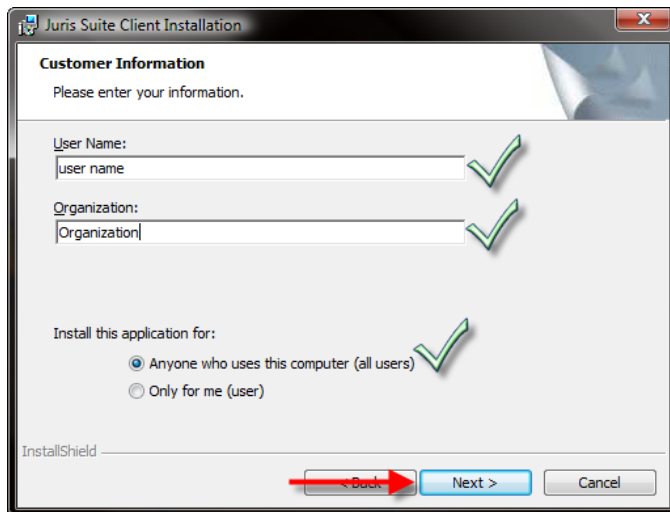 Juris Suite Client Installation
Customer Information
Please enter your information.
User Name:
user name
Organization:
Organization
Install this application for:
Anyone who uses this computer (all users)
Only for me (user)
InstallShield
< Back
Next >
Cancel